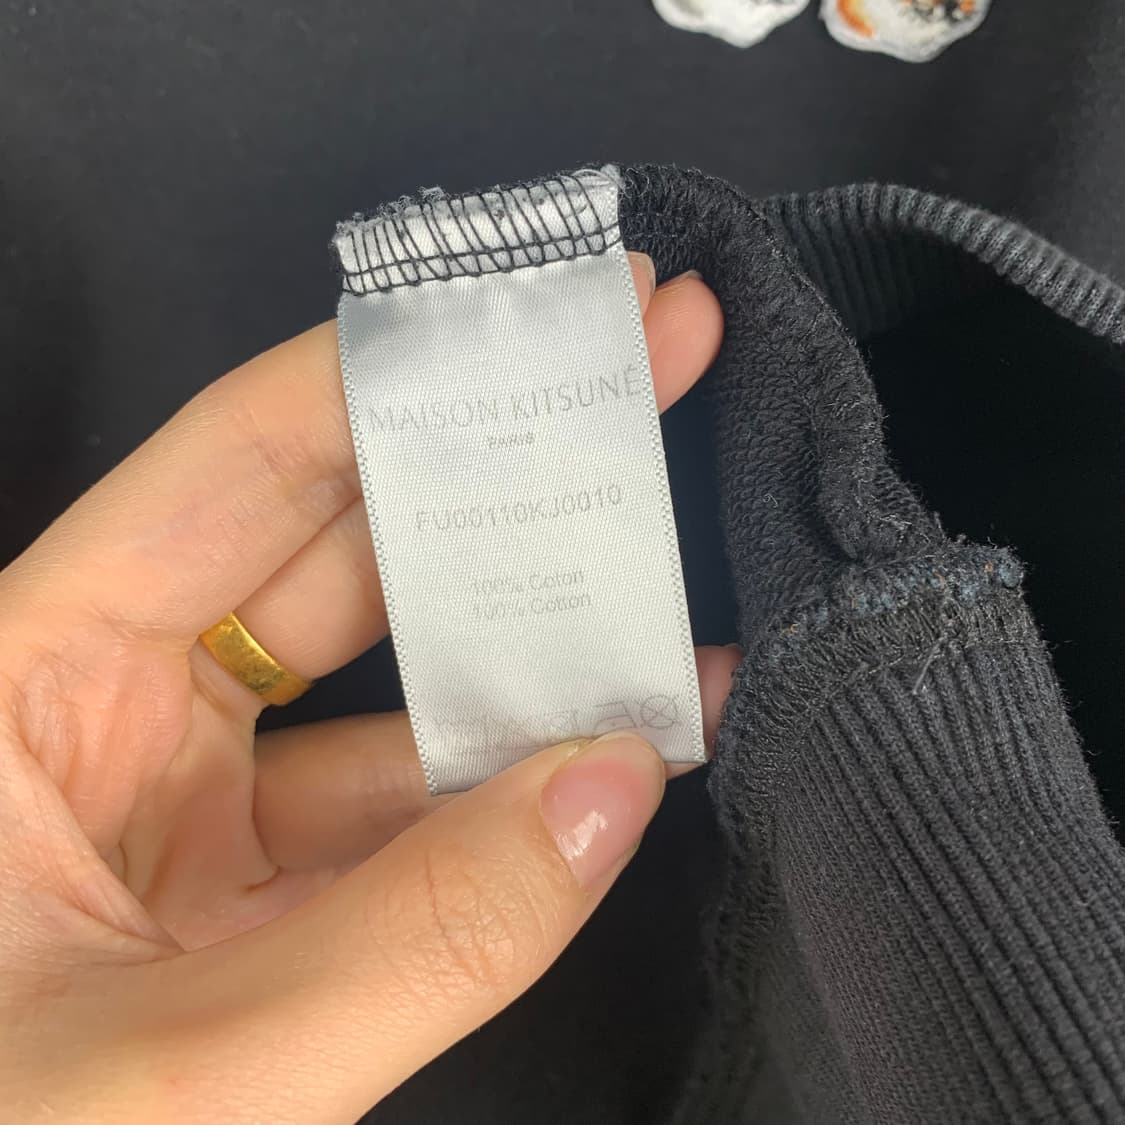 MAISON KITSUNÉ
PARIS
FU00110KJ0010
100% Coton
100% Cotton